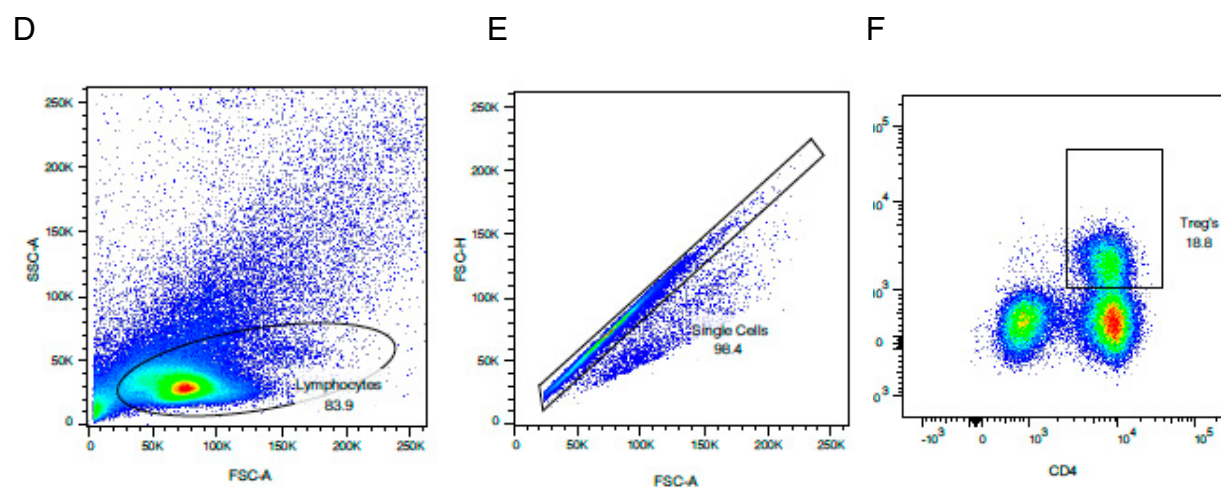 D
E
F
250K
200K
150K
100K
50K
0
SSC-A
Lymphocytes
83.9
0
50K
100K
150K
200K
250K
FSC-A
250K
200K
150K
100K
50K
0
FSC-H
Single Cells
98.4
0
50K
100K
150K
200K
250K
FSC-A
10^5
10^4
10^3
0
Treg's
18.8
-10^3
0
10^3
10^4
10^5
CD4